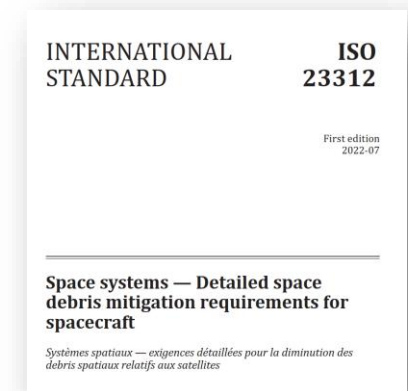 INTERNATIONAL STANDARD
ISO 23312
First edition
2022-07
Space systems — Detailed space
debris mitigation requirements for
spacecraft
Systèmes spatiaux — exigences détaillées pour la diminution des
debris spatiaux relatifs aux satellites